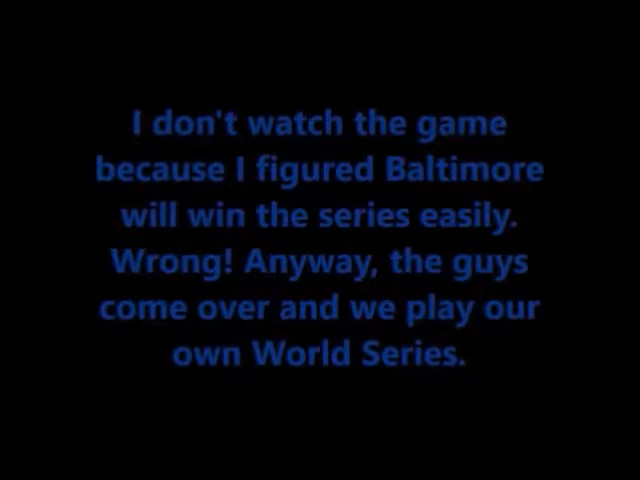 I don't watch the game
because I figured Baltimore
will win the series easily.
Wrong! Anyway, the guys
come over and we play our
own World Series.